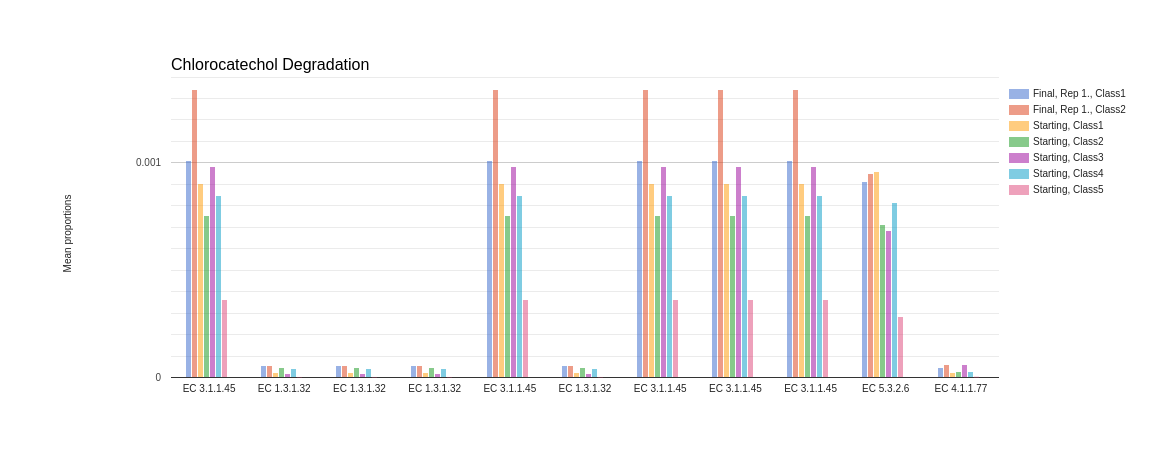 Chlorocatechol Degradation
Final, Rep 1., Class1
Final, Rep 1., Class2
Starting, Class1
Starting, Class2
Starting, Class3
Starting, Class4
Starting, Class5
0.001
Mean proportions
0
EC 3.1.1.45 EC 1.3.1.32 EC 1.3.1.32 EC 1.3.1.32 EC 3.1.1.45 EC 1.3.1.32 EC 3.1.1.45 EC 3.1.1.45 EC 3.1.1.45 EC 5.3.2.6 EC 4.1.1.77